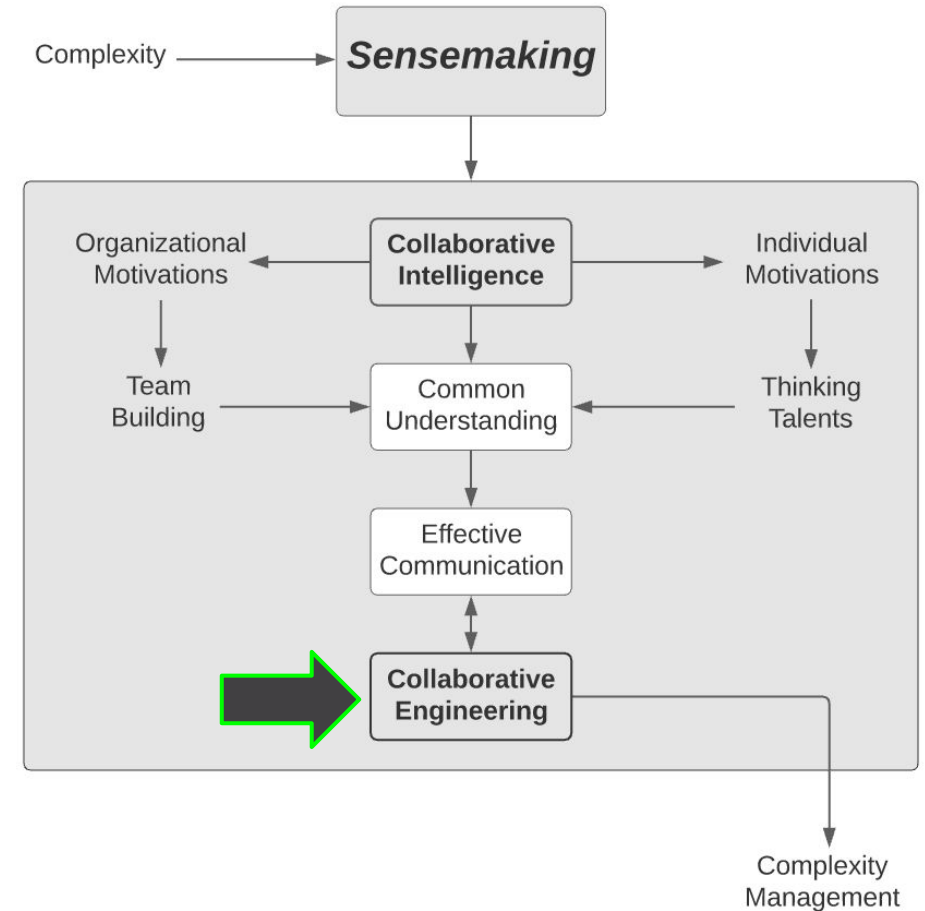 Complexity
Sensemaking
Organizational
Motivations
Collaborative
Intelligence
Individual
Motivations
Team
Building
Common
Understanding
Thinking
Talents
Effective
Communication
Collaborative
Engineering
Complexity
Management